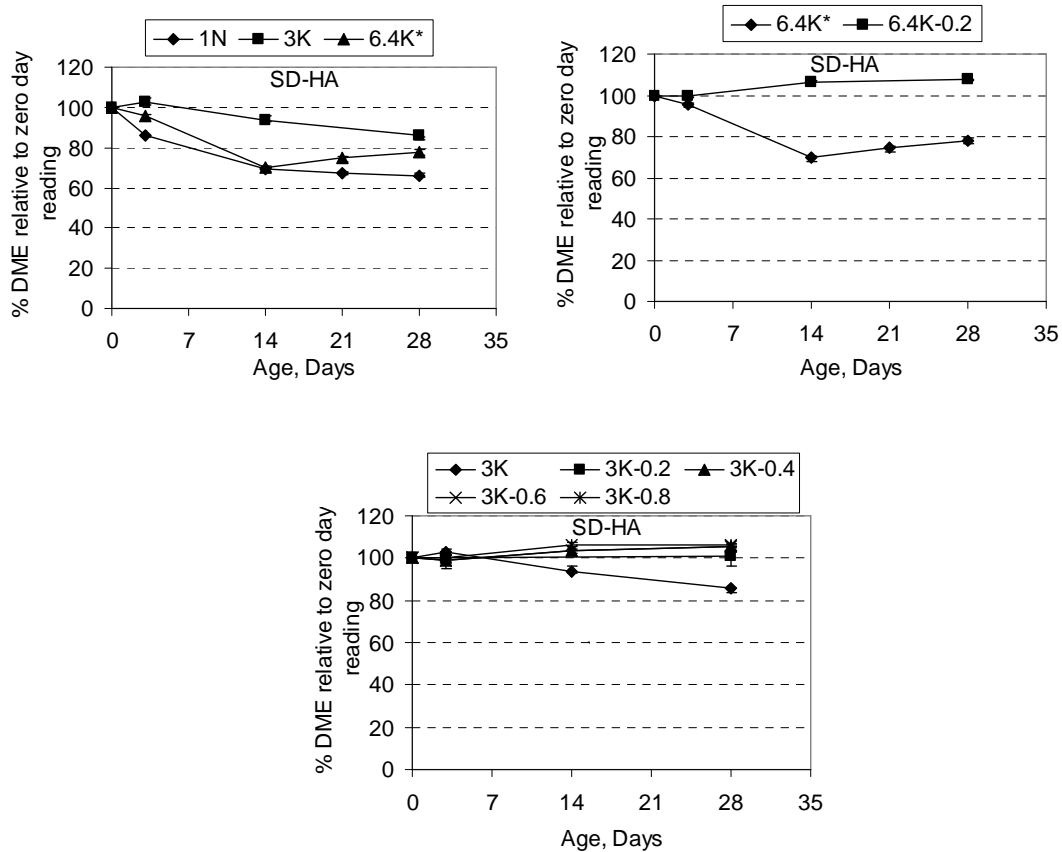 1N 3K 6.4K*
SD-HA
% DME relative to zero day
reading
120
100
80
60
40
20
0
0 7 14 21 28 35
Age, Days
6.4K* 6.4K-0.2
SD-HA
% DME relative to zero day
reading
120
100
80
60
40
20
0
0 7 14 21 28 35
Age, Days
3K 3K-0.2 3K-0.4
3K-0.6 3K-0.8
SD-HA
% DME relative to zero day
reading
120
100
80
60
40
20
0
0 7 14 21 28 35
Age, Days